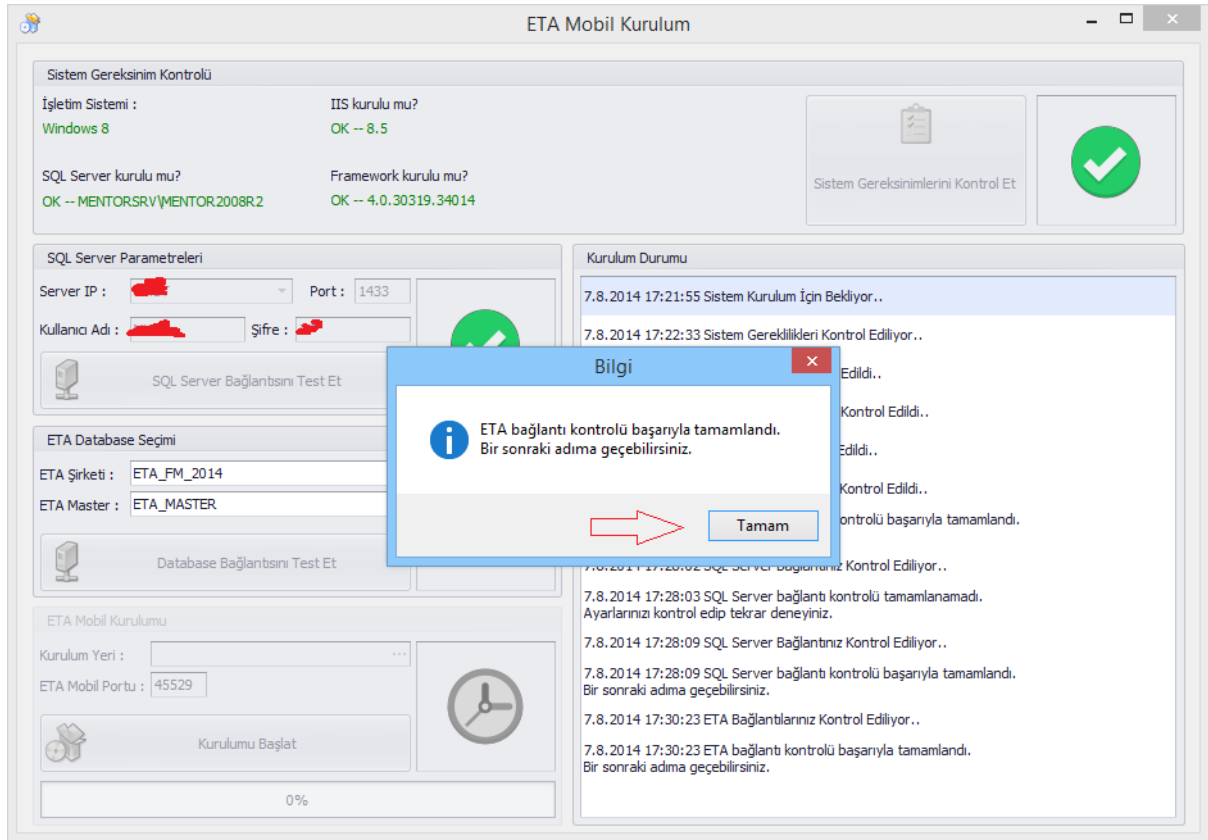 ETA Mobil Kurulum
Sistem Gereksinim Kontrolü
İşletim Sistemi :
IIS kurulu mu?
Windows 8
OK -- 8.5
SQL Server kurulu mu?
Framework kurulu mu?
OK -- MENTORSRV\MENTOR2008R2
OK -- 4.0.30319.34014
Sistem Gereksinimlerini Kontrol Et
SQL Server Parametreleri
Server IP :
Port : 1433
Kullanıcı Adı :
Şifre :
SQL Server Bağlantısını Test Et
ETA Database Seçimi
ETA Şirketi : ETA_FM_2014
ETA Master : ETA_MASTER
Database Bağlantısını Test Et
ETA Mobil Kurulumu
Kurulum Yeri :
...
ETA Mobil Portu : 45529
Kurulumu Başlat
0%
Kurulum Durumu
7.8.2014 17:21:55 Sistem Kurulum İçin Bekliyor..
7.8.2014 17:22:33 Sistem Gereklilikleri Kontrol Ediliyor..
Edildi..
Kontrol Edildi..
Edildi..
Kontrol Edildi..
ontrolü başarıyla tamamlandı.
7.8.2014 17:28:02 SQL Server Bağlantınız Kontrol Ediliyor..
7.8.2014 17:28:03 SQL Server bağlantı kontrolü tamamlanamadı.
Ayarlarınızı kontrol edip tekrar deneyiniz.
7.8.2014 17:28:09 SQL Server Bağlantınız Kontrol Ediliyor..
7.8.2014 17:28:09 SQL Server bağlantı kontrolü başarıyla tamamlandı.
Bir sonraki adıma geçebilirsiniz.
7.8.2014 17:30:23 ETA Bağlantılarınız Kontrol Ediliyor..
7.8.2014 17:30:23 ETA bağlantı kontrolü başarıyla tamamlandı.
Bir sonraki adıma geçebilirsiniz.
Bilgi
ETA bağlantı kontrolü başarıyla tamamlandı.
Bir sonraki adıma geçebilirsiniz.
Tamam